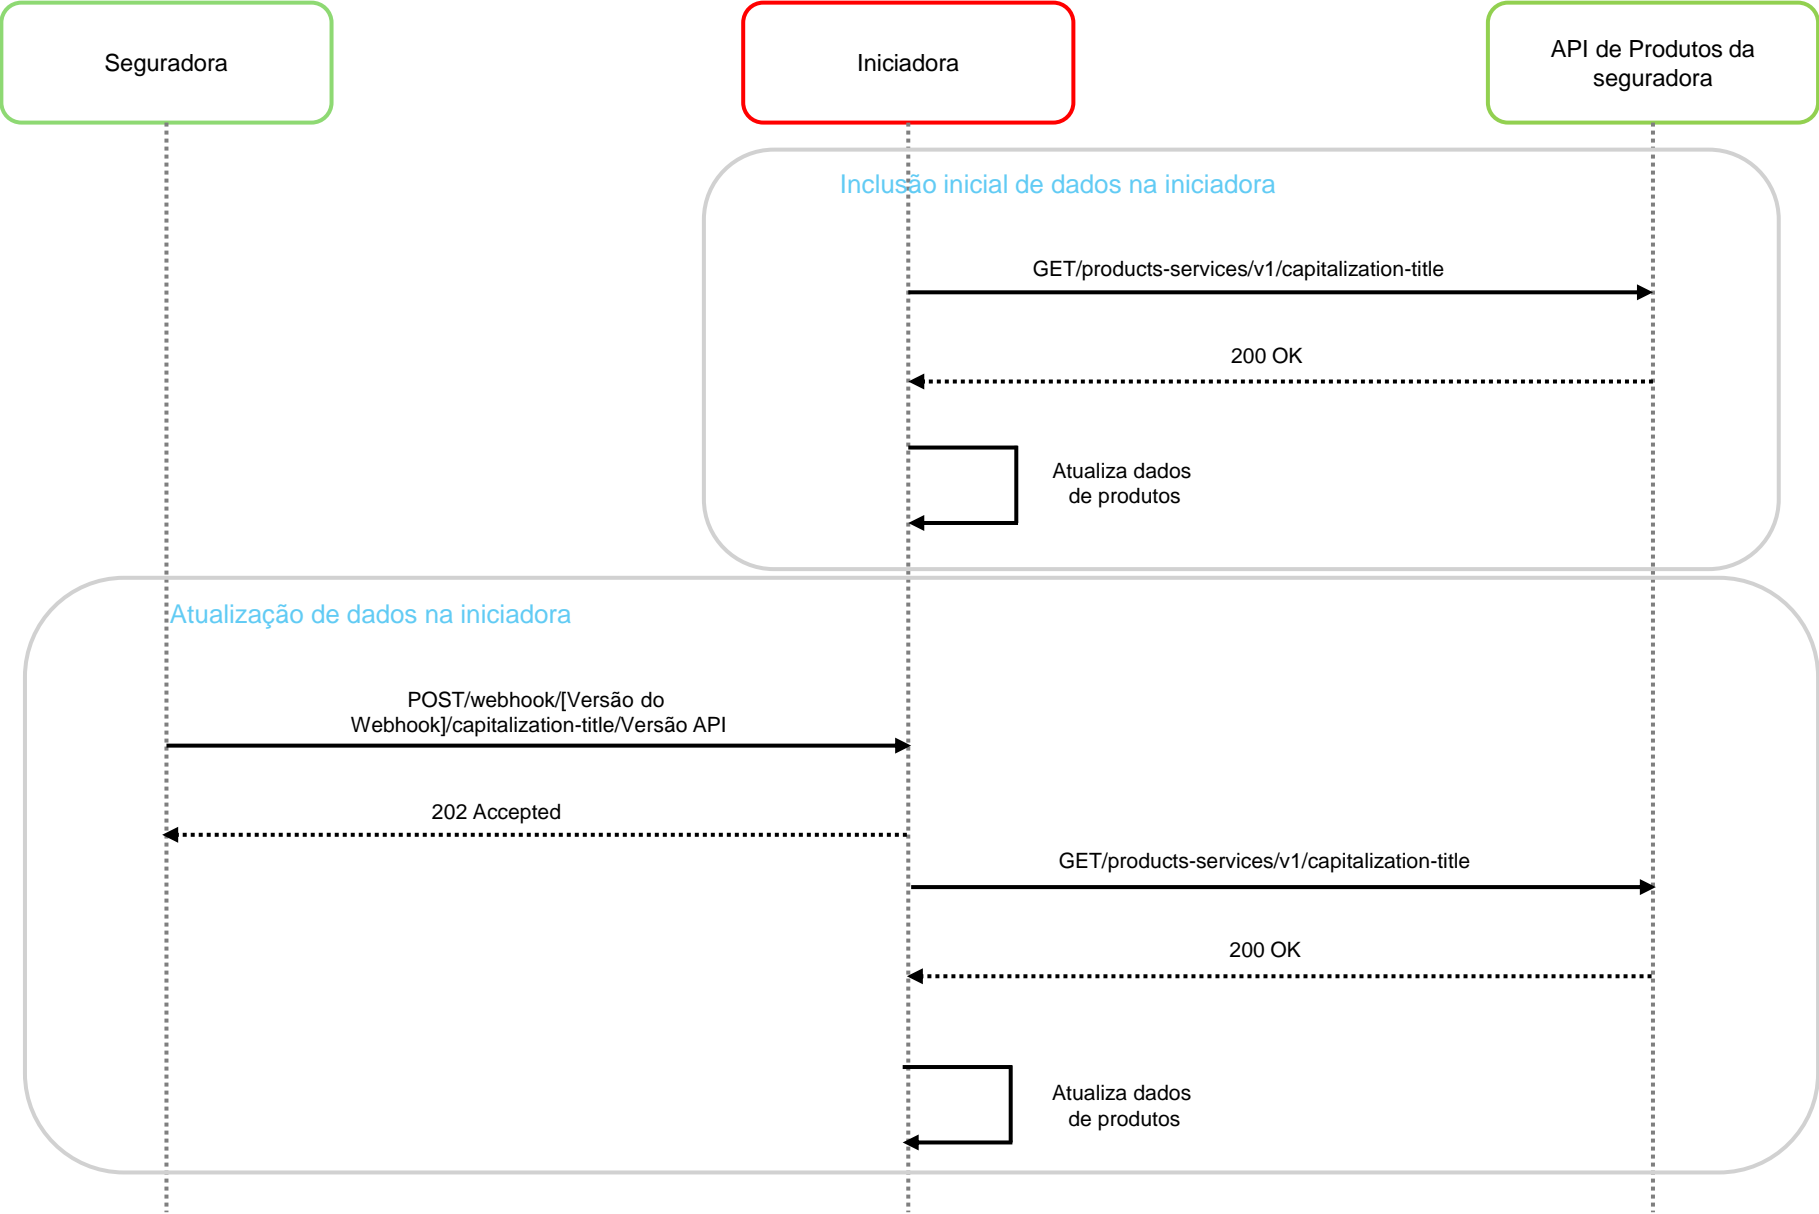 Seguradora
Iniciadora
API de Produtos da
seguradora
Inclusão inicial de dados na iniciadora
GET/products-services/v1/capitalization-title
200 OK
Atualiza dados
de produtos
Atualização de dados na iniciadora
POST/webhook/[Versão do
Webhook]/capitalization-title/Versão API
202 Accepted
GET/products-services/v1/capitalization-title
200 OK
Atualiza dados
de produtos